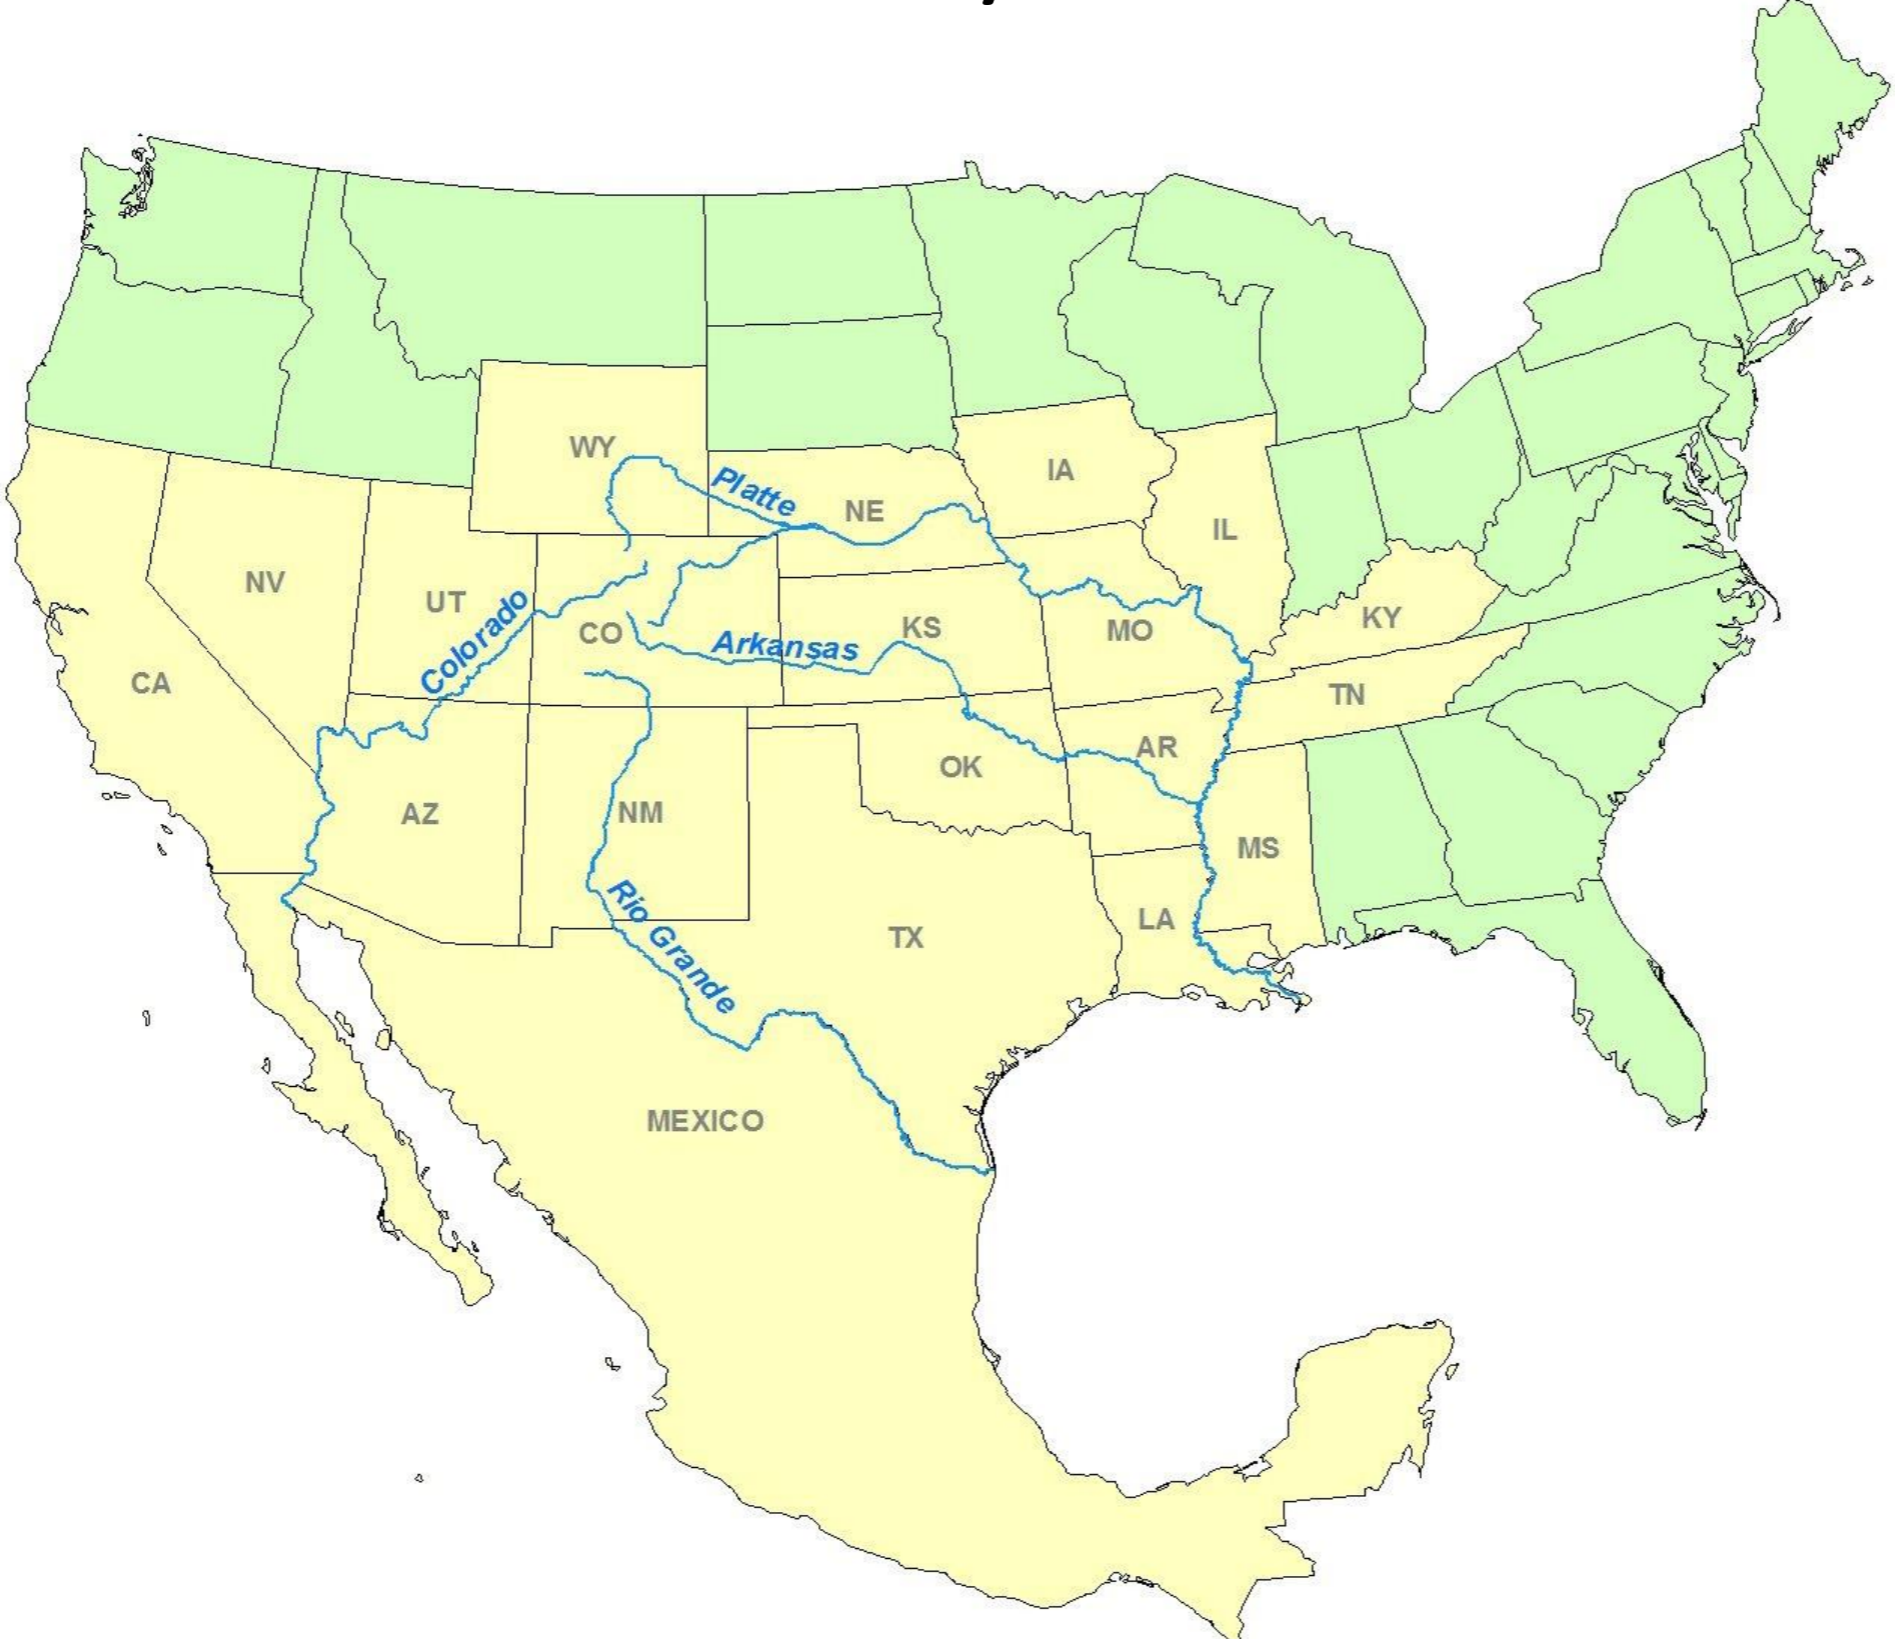 WY
Platte
NE
IA
IL
NV
UT
Colorado
CO
Arkansas
KS
MO
KY
CA
TN
AZ
NM
OK
AR
MS
Rio Grande
TX
LA
MEXICO